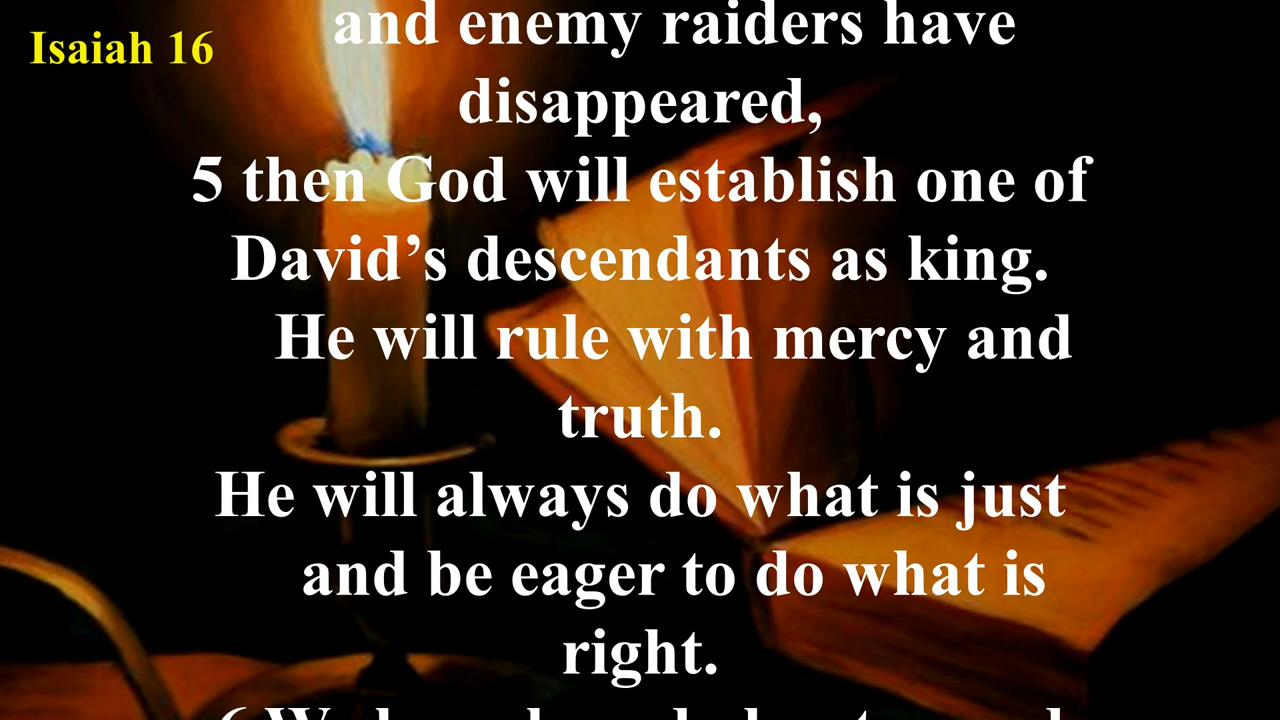 Isaiah 16
and enemy raiders have
disappeared,
5 then God will establish one of
David’s descendants as king.
He will rule with mercy and
truth.
He will always do what is just
and be eager to do what is
right.